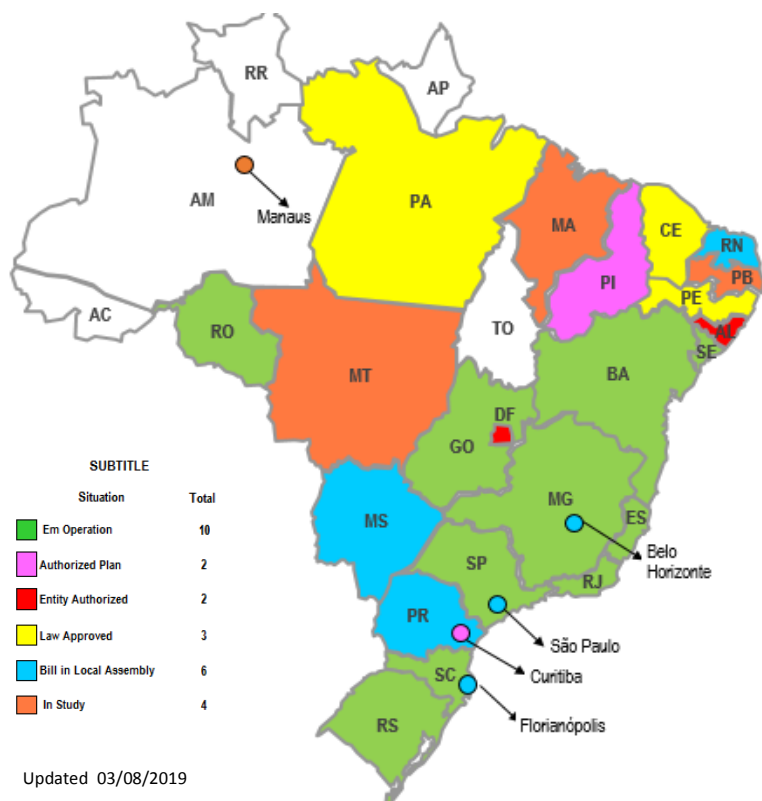 RR
AP
AM
Manaus
PA
MA
CE
RN
PB
PI
PE
AL
SE
AC
RO
TO
BA
MT
DF
GO
MG
ES
Belo
Horizonte
MS
SP
RJ
São Paulo
PR
Curitiba
SC
Florianópolis
RS
SUBTITLE
Situation Total
Em Operation 10
Authorized Plan 2
Entity Authorized 2
Law Approved 3
Bill in Local Assembly 6
In Study 4
Updated 03/08/2019